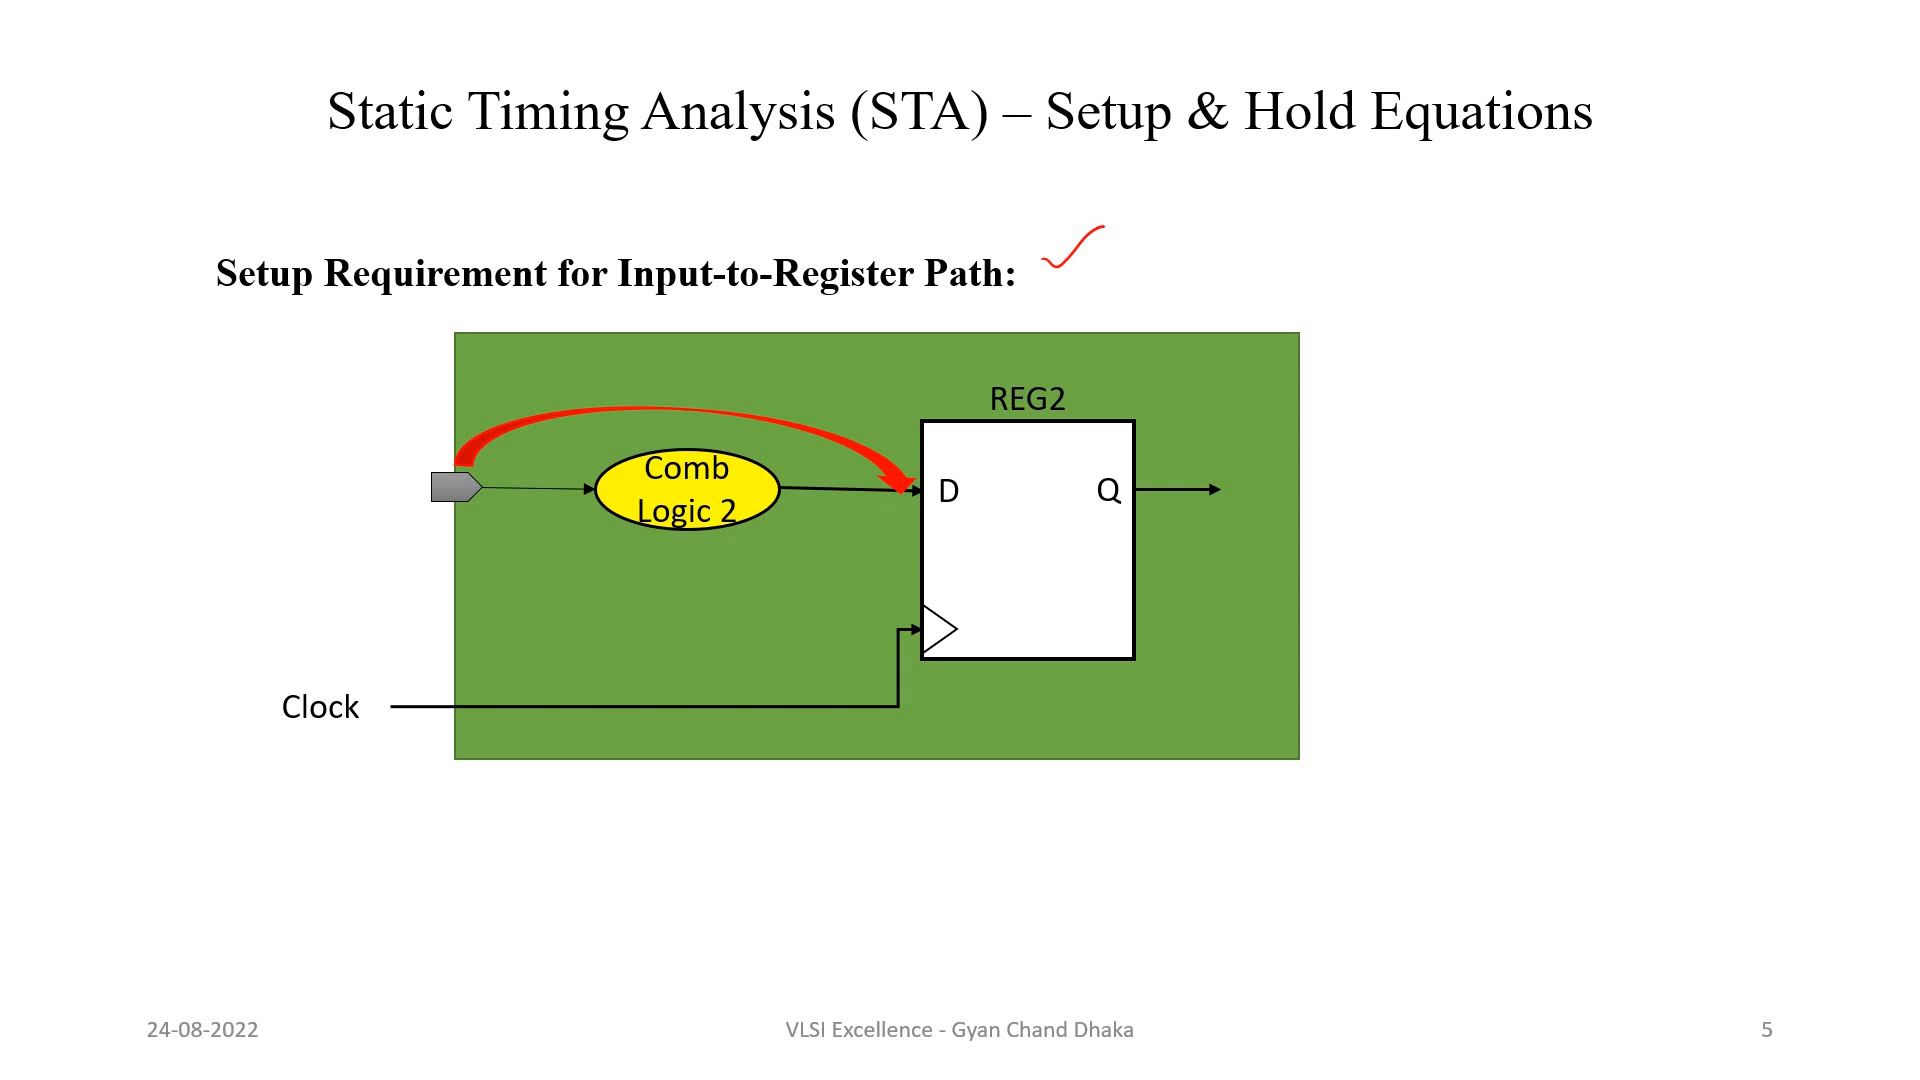 Static Timing Analysis (STA) – Setup & Hold Equations
Setup Requirement for Input-to-Register Path:
REG2
Comb
Logic 2
D
Q
Clock
24-08-2022
VLSI Excellence - Gyan Chand Dhaka
5